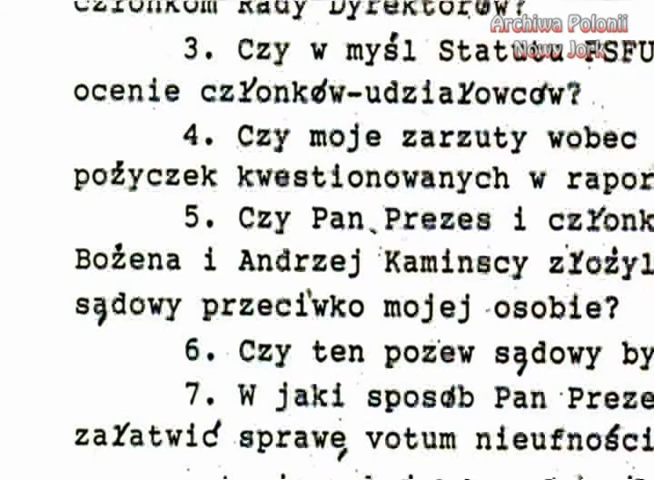 członkom Rady Dyrektorów?
Archiwa Polonii
Nowy Jork
3. Czy w myśl Statutu PSFU
ocenie członków-udziałowców?
4. Czy moje zarzuty wobec
pożyczek kwestionowanych w rapor
5. Czy Pan Prezes i członk
Bożena i Andrzej Kaminscy złożyl
sądowy przeciwko mojej osobie?
6. Czy ten pozew sądowy by
7. W jaki sposób Pan Preze
załatwić sprawę votum nieufności